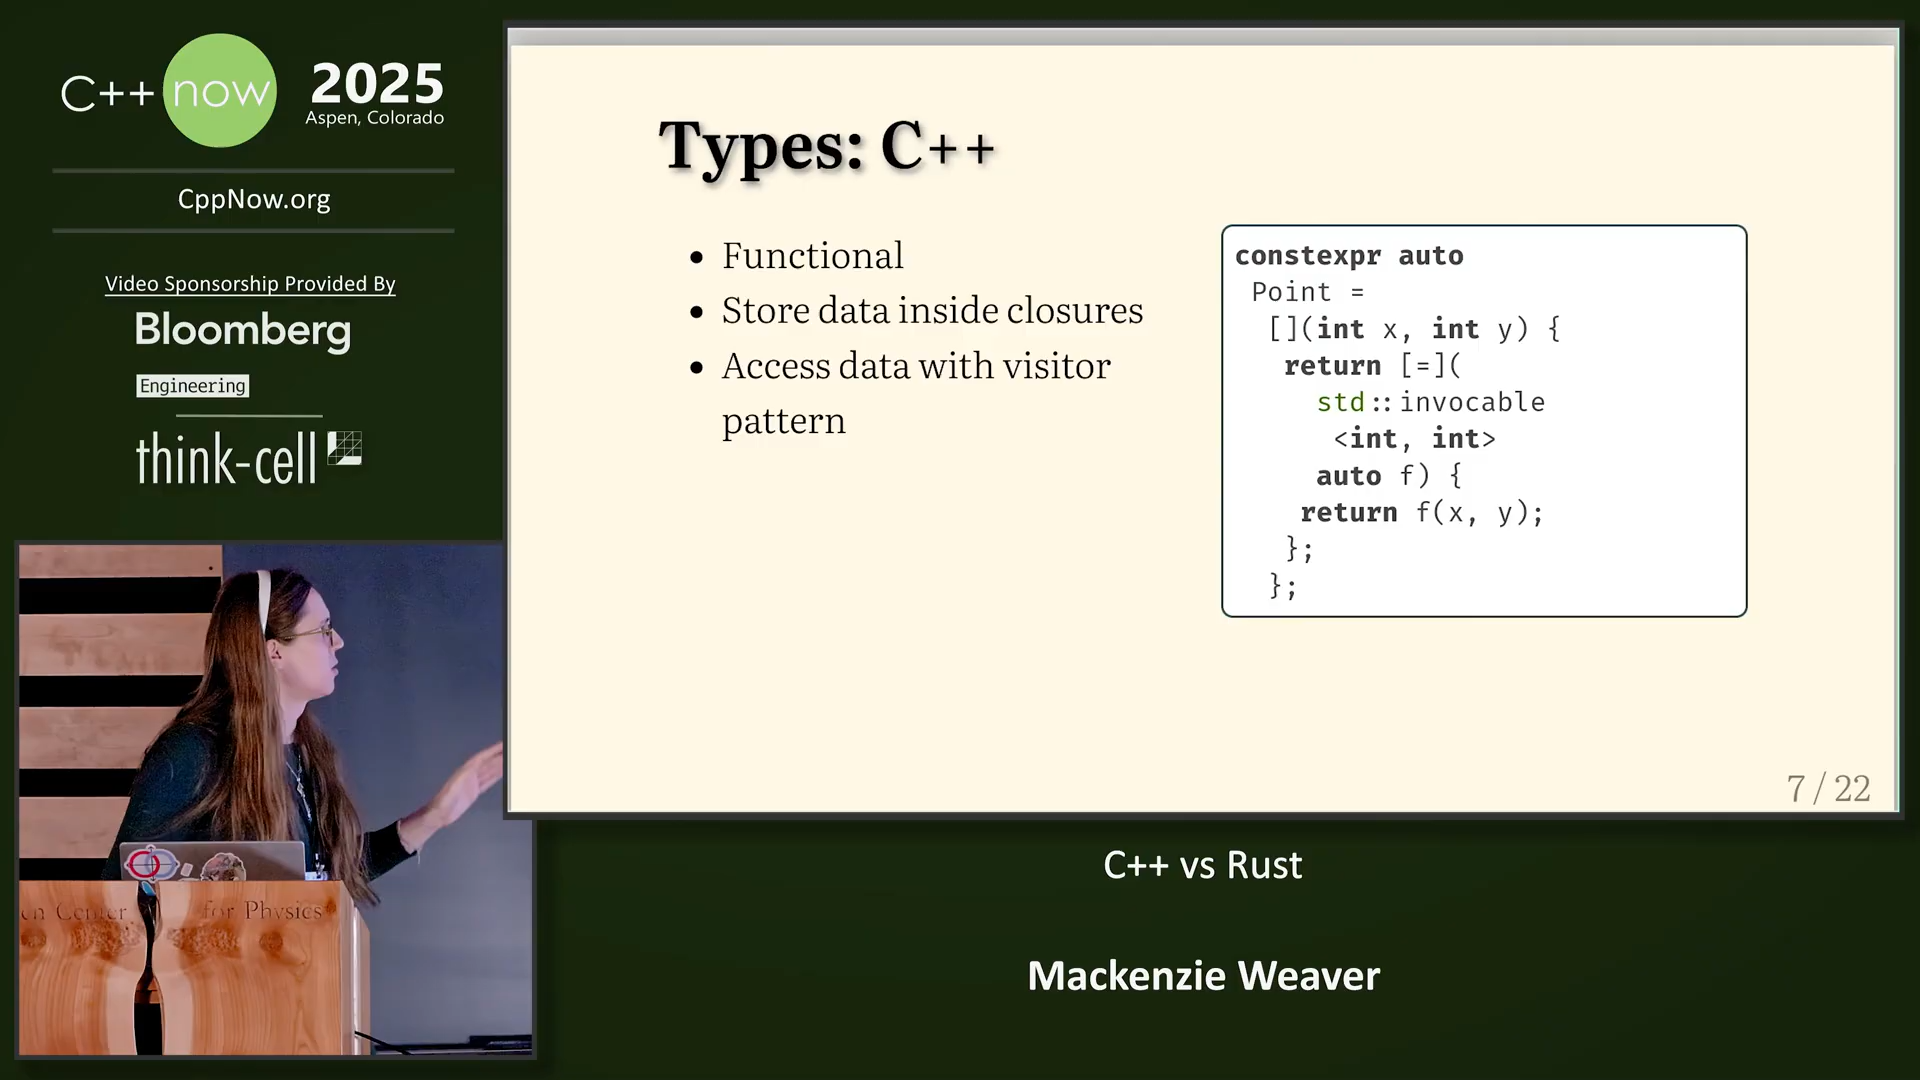 C++ now 2025
Aspen, Colorado
CppNow.org
Video Sponsorship Provided By
Bloomberg
Engineering
think-cell
Types: C++
• Functional
• Store data inside closures
• Access data with visitor
pattern
constexpr auto
Point =
[](int x, int y) {
return [=](
std::invocable
<int, int>
auto f) {
return f(x, y);
};
};
7 / 22
for Physics
C++ vs Rust
Mackenzie Weaver